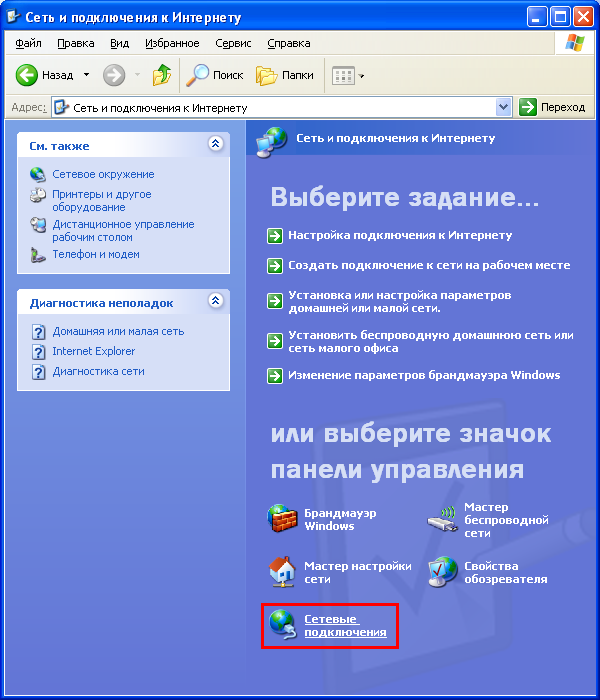 Сеть и подключения к Интернету
Файл Правка Вид Избранное Сервис Справка
Назад Поиск Папки
Адрес: Сеть и подключения к Интернету Переход
См. также
Сетевое окружение
Принтеры и другое
оборудование
Дистанционное управление
рабочим столом
Телефон и модем
Диагностика неполадок
Домашняя или малая сеть
Internet Explorer
Диагностика сети
Сеть и подключения к Интернету
Выберите задание...
Настройка подключения к Интернету
Создать подключение к сети на рабочем месте
Установка или настройка параметров
домашней или малой сети.
Установить беспроводную домашнюю сеть или
сеть малого офиса
Изменение параметров брандмауэра Windows
или выберите значок
панели управления
Брандмауэр
Windows
Мастер
беспроводной
сети
Мастер настройки
сети
Свойства
обозревателя
Сетевые
подключения